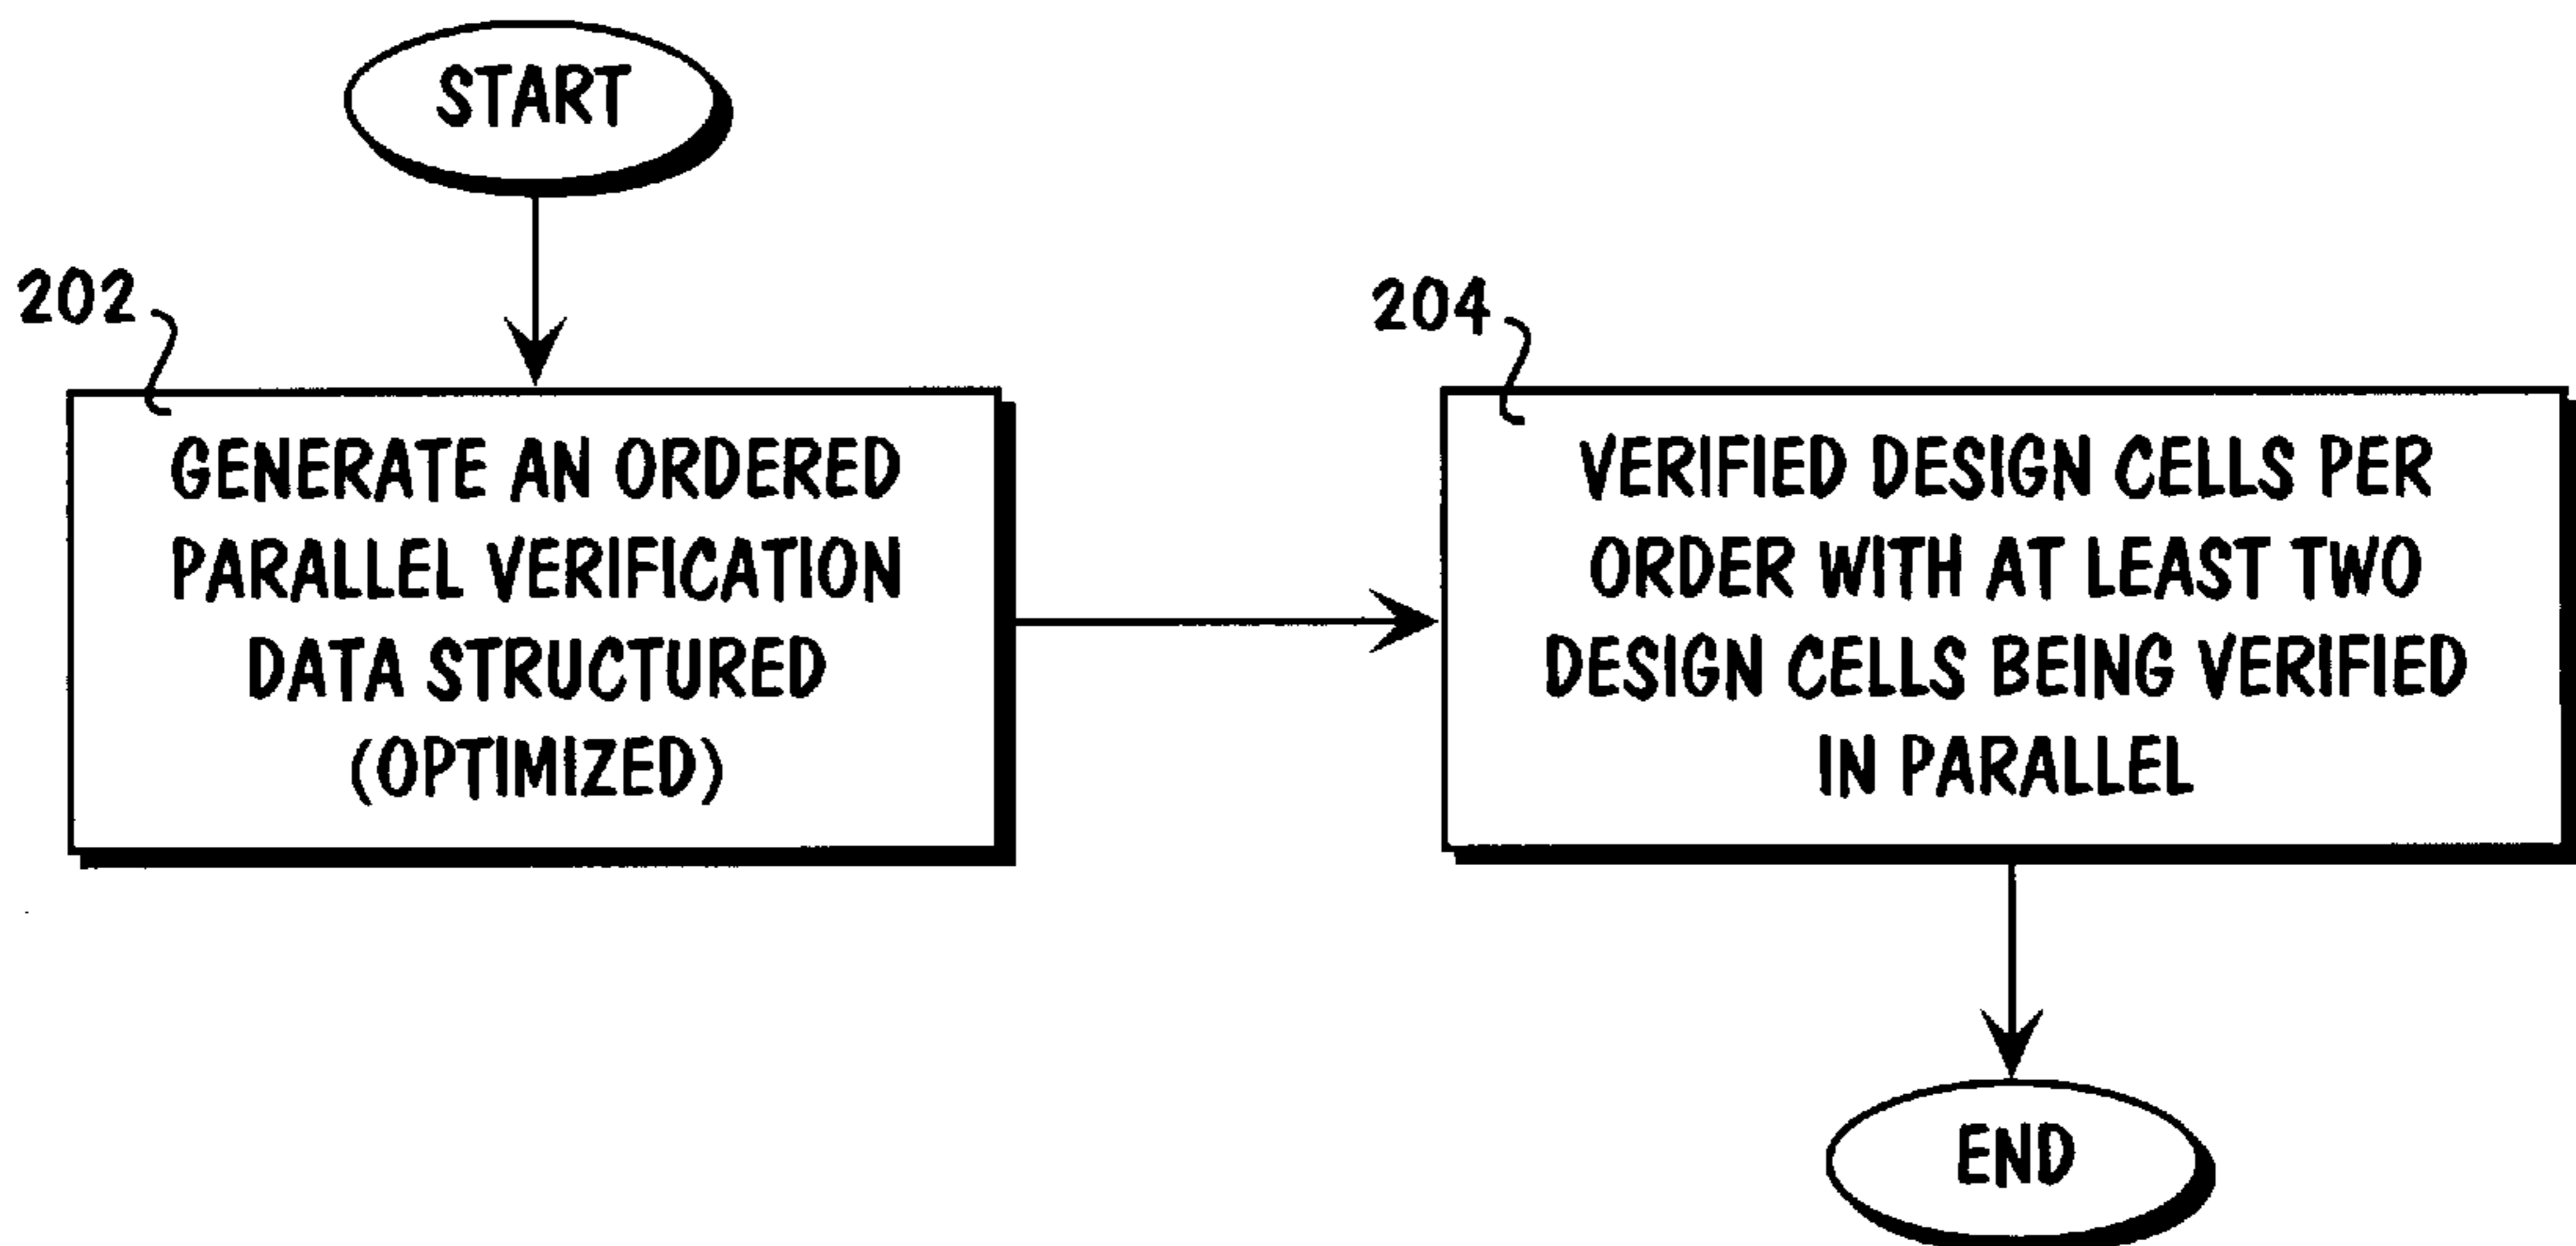 START
202
GENERATE AN ORDERED
PARALLEL VERIFICATION
DATA STRUCTURED
(OPTIMIZED)
204
VERIFIED DESIGN CELLS PER
ORDER WITH AT LEAST TWO
DESIGN CELLS BEING VERIFIED
IN PARALLEL
END